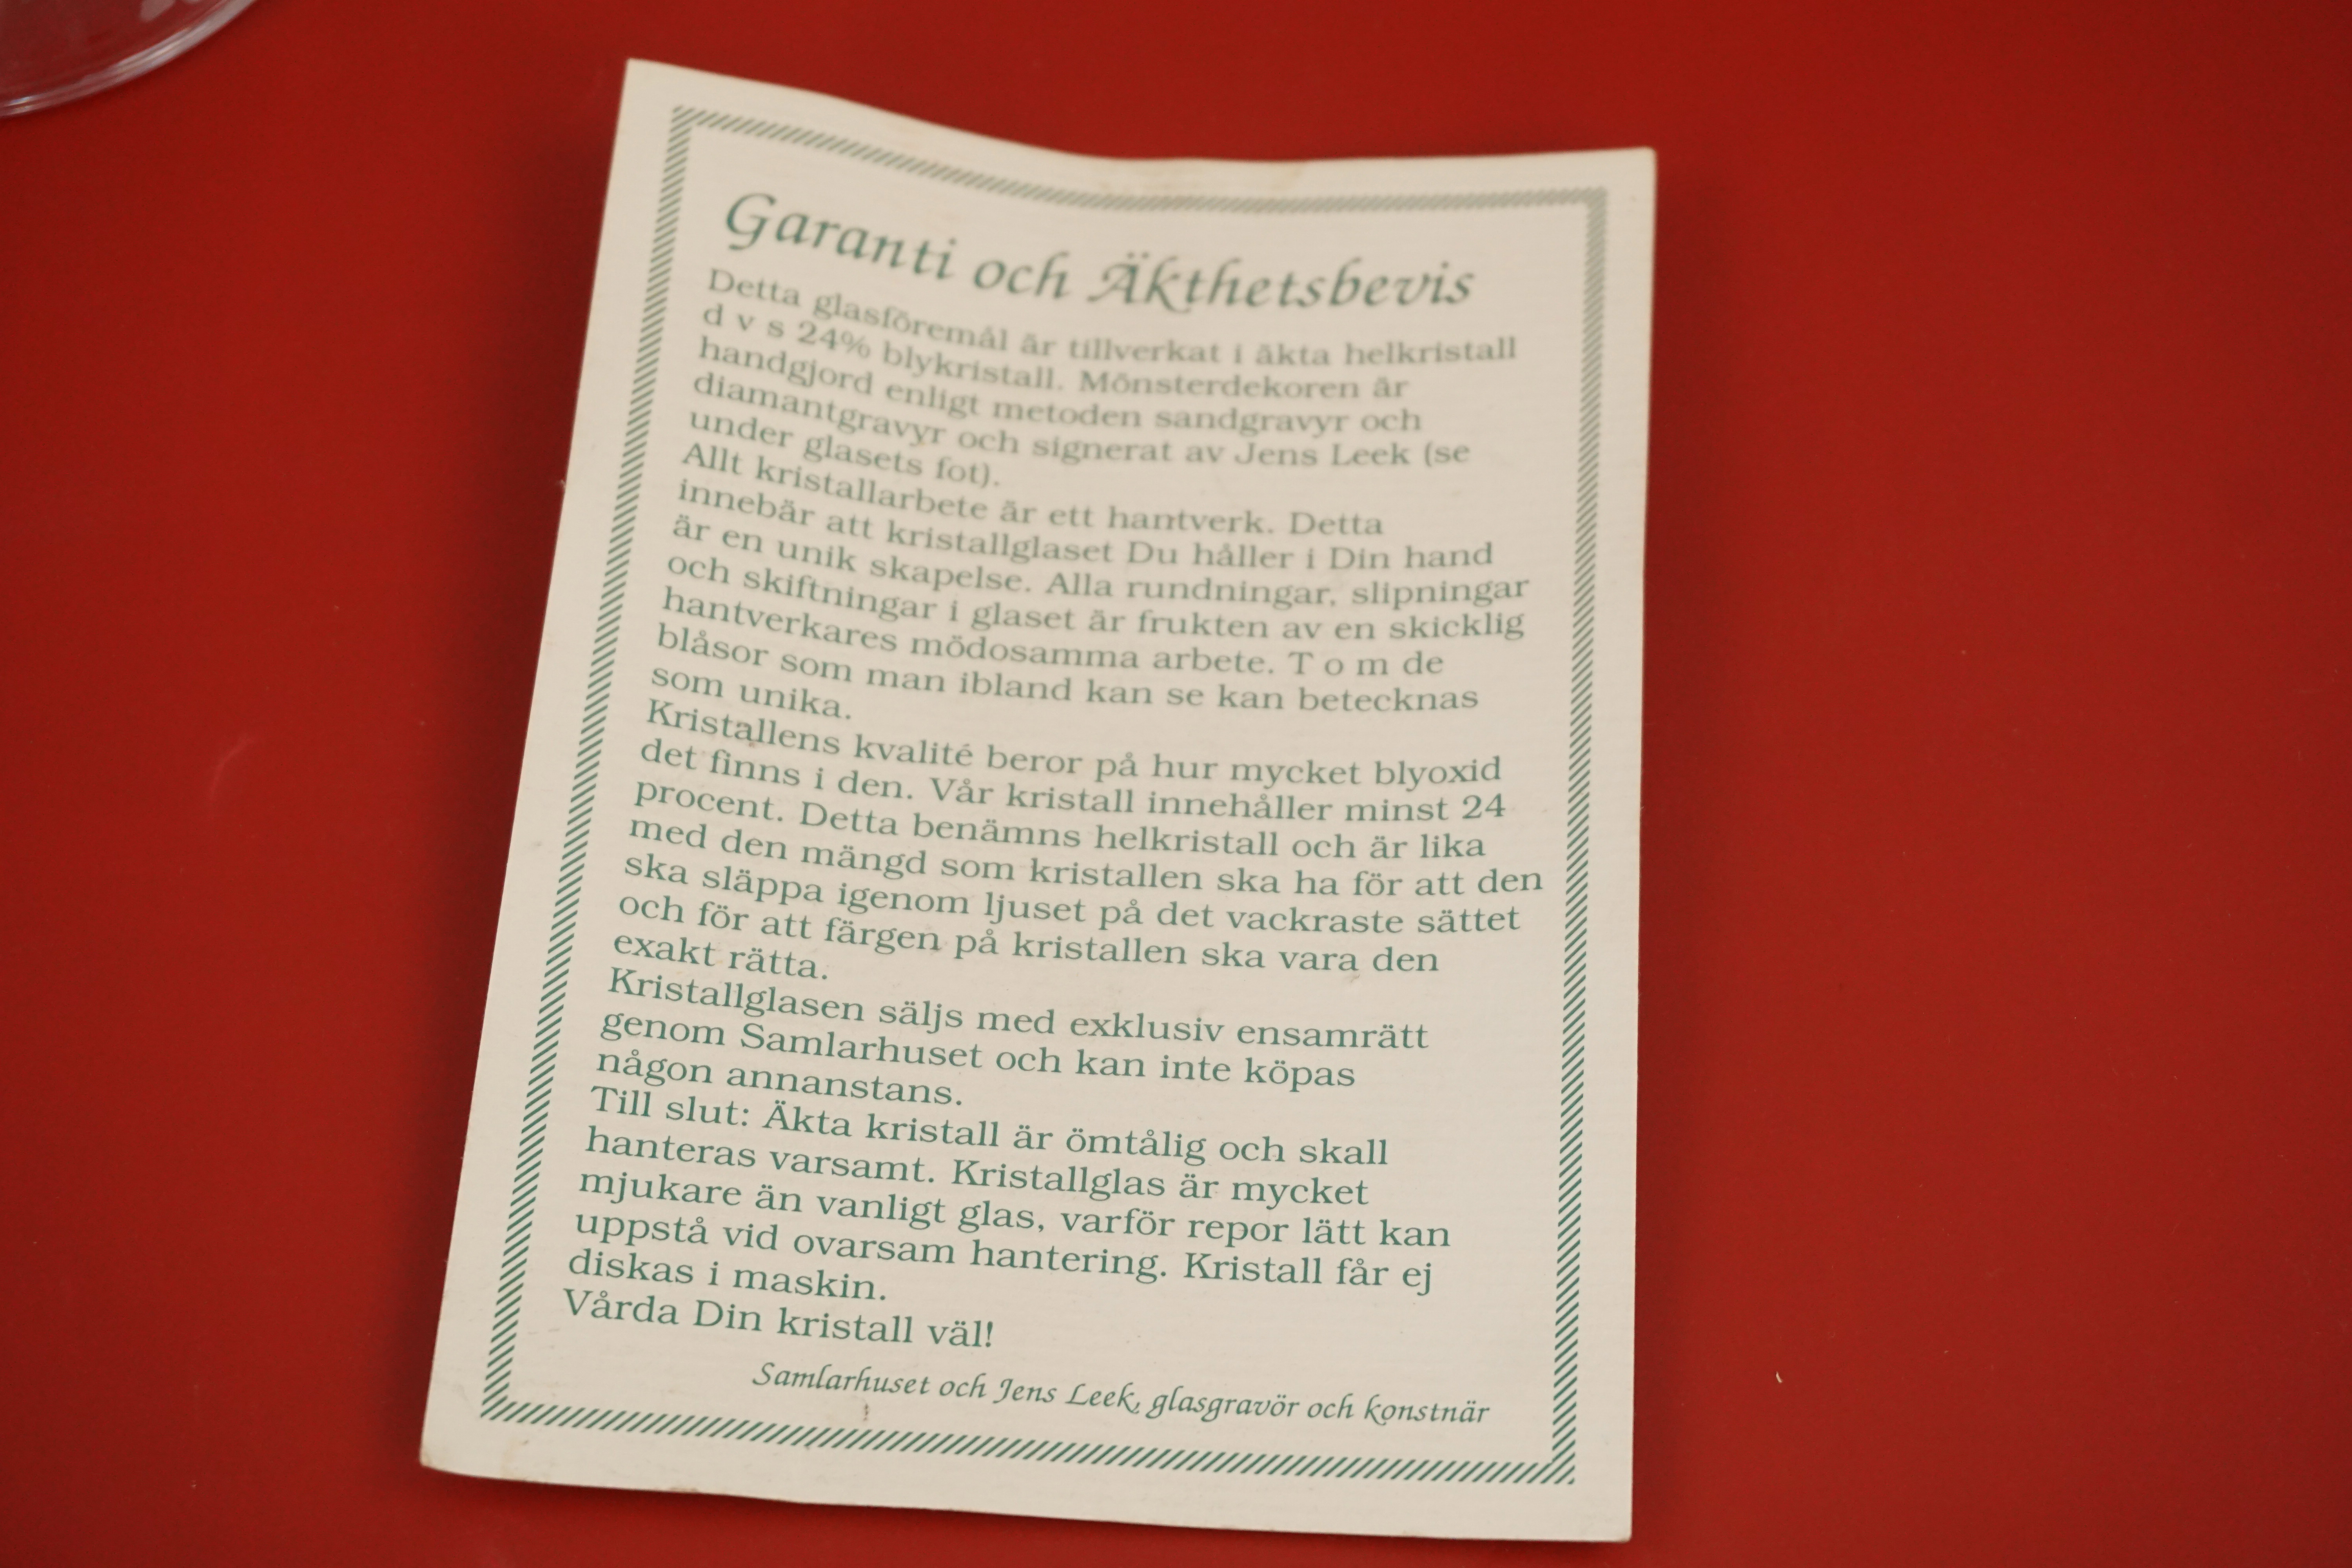 Garanti och Äkthetsbevis
Detta glasföremål är tillverkat i äkta helkristall
d v s 24% blykristall. Mönsterdekoren är
handgjord enligt metoden sandgravyr och
diamantgravyr och signerat av Jens Leek (se
under glasets fot).
Allt kristallarbete är ett hantverk. Detta
innebär att kristallglaset Du håller i Din hand
är en unik skapelse. Alla rundningar, slipningar
och skiftningar i glaset är frukten av en skicklig
hantverkares mödosamma arbete. T o m de
blåsor som man ibland kan se kan betecknas
som unika.
Kristallens kvalité beror på hur mycket blyoxid
det finns i den. Vår kristall innehåller minst 24
procent. Detta benämns helkristall och är lika
med den mängd som kristallen ska ha för att den
ska släppa igenom ljuset på det vackraste sättet
och för att färgen på kristallen ska vara den
exakt rätta.
Kristallglasen säljs med exklusiv ensamrätt
genom Samlarhuset och kan inte köpas
någon annanstans.
Till slut: Äkta kristall är ömtålig och skall
hanteras varsamt. Kristallglas är mycket
mjukare än vanligt glas, varför repor lätt kan
uppstå vid ovarsam hantering. Kristall får ej
diskas i maskin.
Vårda Din kristall väl!
Samlarhuset och Jens Leek, glasgravör och konstnär